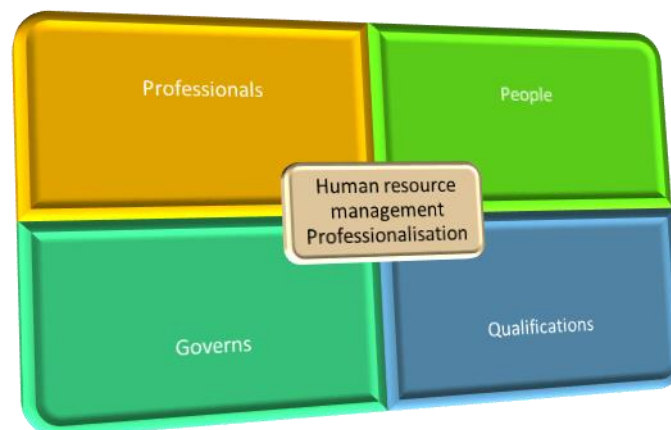 Professionals
People
Human resource
management
Professionalisation
Governs
Qualifications